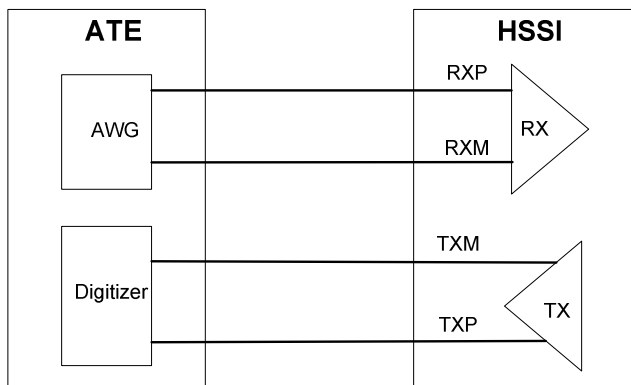 ATE
HSSI
RXP
AWG
RX
RXM
TXM
Digitizer
TX
TXP